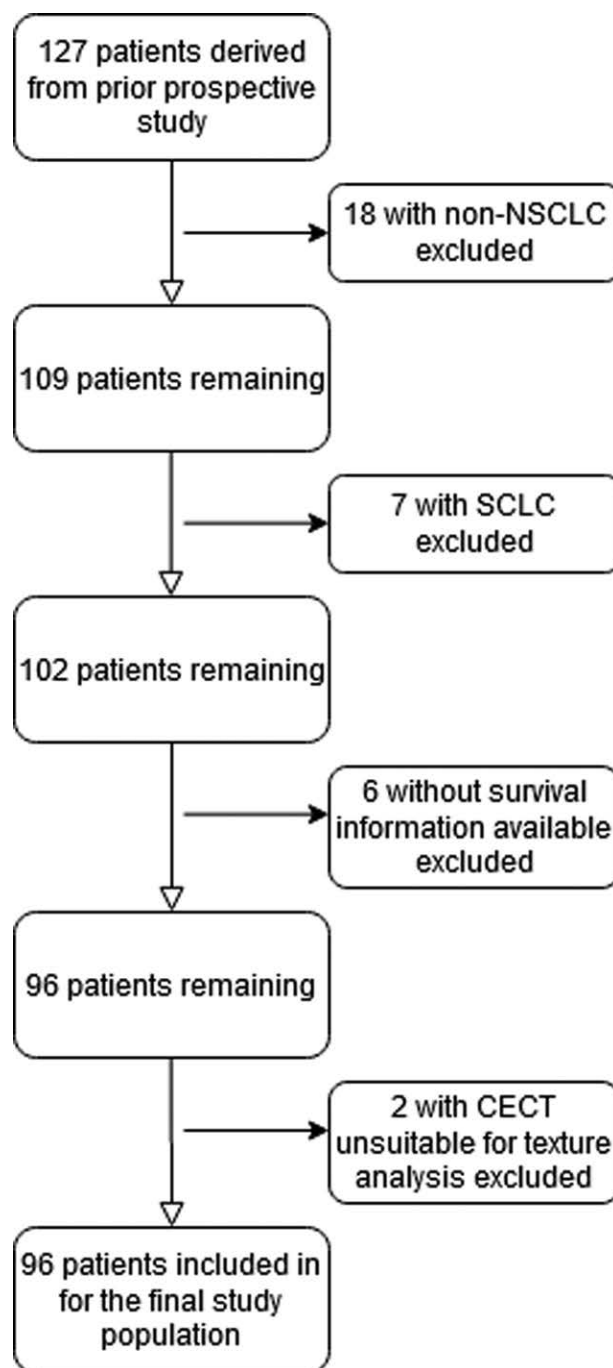 127 patients derived
from prior prospective
study
18 with non-NSCLC
excluded
109 patients remaining
7 with SCLC
excluded
102 patients remaining
6 without survival
information available
excluded
96 patients remaining
2 with CECT
unsuitable for texture
analysis excluded
96 patients included in
for the final study
population